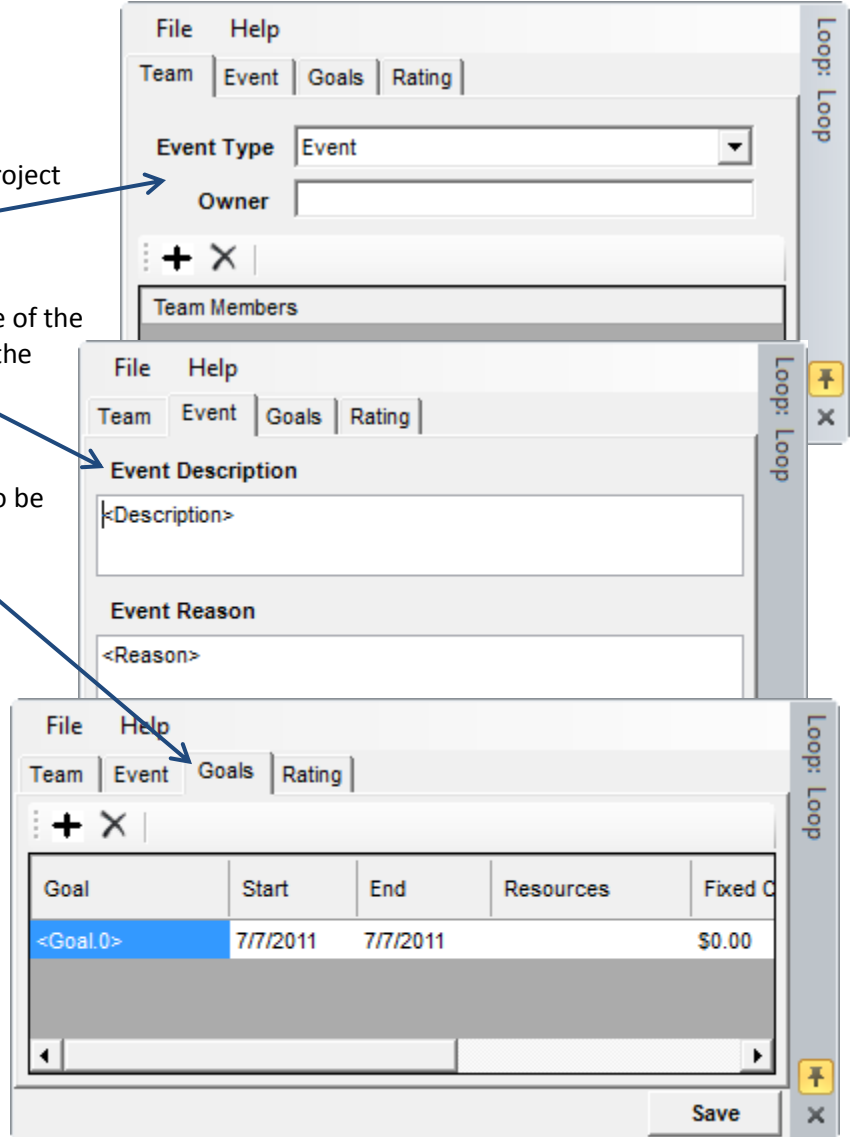 File Help
Team Event Goals Rating
Event Type Event
Owner
Team Members
Loop: Loop
e of the
the
File Help
Team Event Goals Rating
Event Description
<Description>
Event Reason
<Reason>
Loop: Loop
be
File Help
Team Event Goals Rating
Goal Start End Resources Fixed C
<Goal.0> 7/7/2011 7/7/2011 $0.00
Save
Loop: Loop